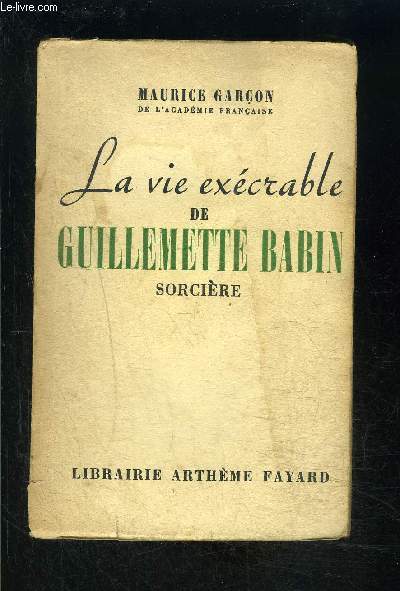 le-livre.com
MAURICE GARÇON
DE L'ACADÉMIE FRANÇAISE
La vie exécrable
DE
GUILLEMETTE BABIN
SORCIÈRE
LIBRAIRIE ARTHÈME FAYARD